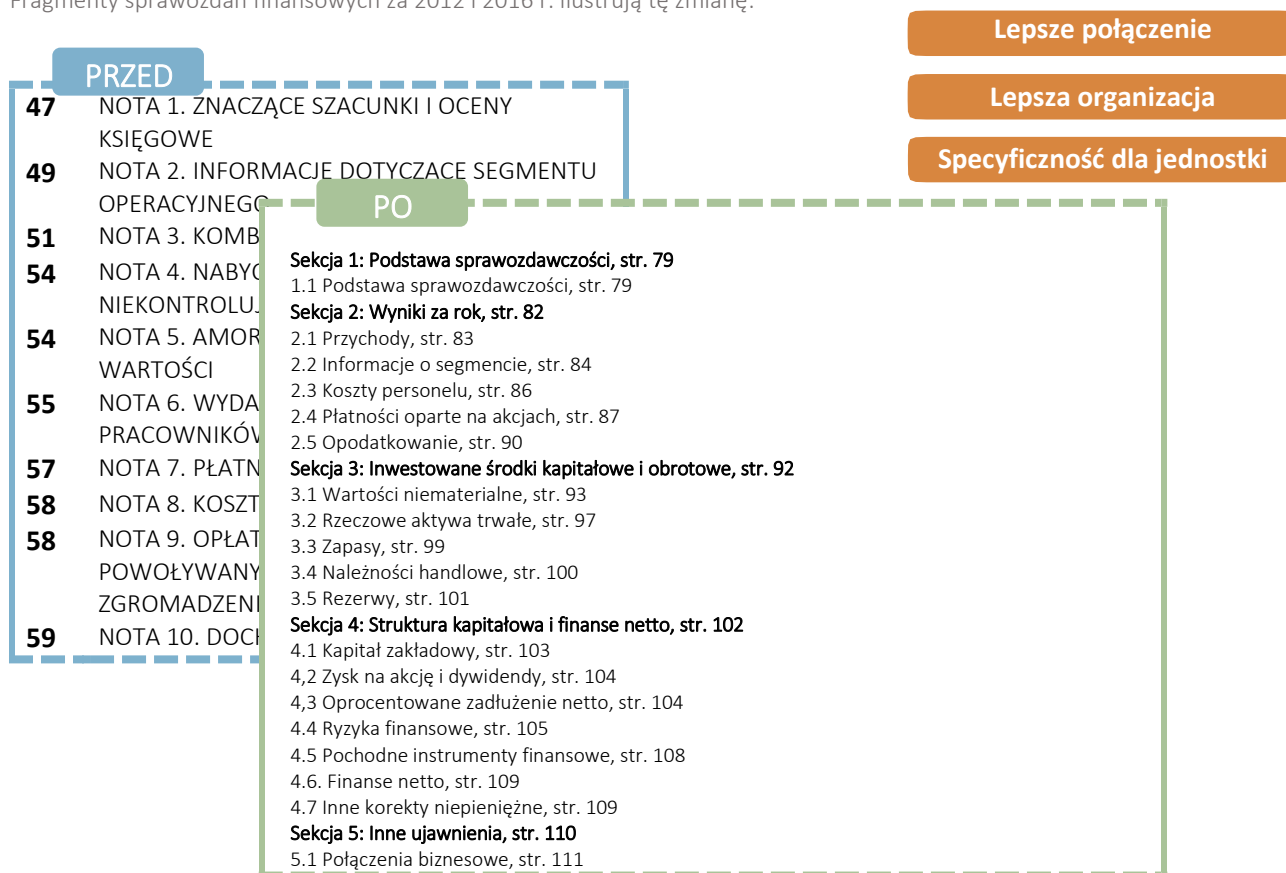 Fragmenty sprawozdań finansowych za 2012 i 2016 r. ilustrują tę zmianę.
Lepsze połączenie
Lepsza organizacja
Specyficzność dla jednostki
PRZED
47 NOTA 1. ZNACZĄCE SZACUNKI I OCENY
KSIĘGOWE
49 NOTA 2. INFORMACJE DOTYCZĄCE SEGMENTU
OPERACYJNEGO
51 NOTA 3. KOMB
54 NOTA 4. NABYC
NIEKONTROLUJ
54 NOTA 5. AMOR
WARTOŚCI
55 NOTA 6. WYDA
PRACOWNIKÓW
57 NOTA 7. PŁATN
58 NOTA 8. KOSZT
58 NOTA 9. OPŁAT
POWOŁYWANY
ZGROMADZENI
59 NOTA 10. DOCH
PO
Sekcja 1: Podstawa sprawozdawczości, str. 79
1.1 Podstawa sprawozdawczości, str. 79
Sekcja 2: Wyniki za rok, str. 82
2.1 Przychody, str. 83
2.2 Informacje o segmencie, str. 84
2.3 Koszty personelu, str. 86
2.4 Płatności oparte na akcjach, str. 87
2.5 Opodatkowanie, str. 90
Sekcja 3: Inwestowane środki kapitałowe i obrotowe, str. 92
3.1 Wartości niematerialne, str. 93
3.2 Rzeczowe aktywa trwałe, str. 97
3.3 Zapasy, str. 99
3.4 Należności handlowe, str. 100
3.5 Rezerwy, str. 101
Sekcja 4: Struktura kapitałowa i finanse netto, str. 102
4.1 Kapitał zakładowy, str. 103
4,2 Zysk na akcję i dywidendy, str. 104
4,3 Oprocentowane zadłużenie netto, str. 104
4.4 Ryzyka finansowe, str. 105
4.5 Pochodne instrumenty finansowe, str. 108
4.6. Finanse netto, str. 109
4.7 Inne korekty niepieniężne, str. 109
Sekcja 5: Inne ujawnienia, str. 110
5.1 Połączenia biznesowe, str. 111